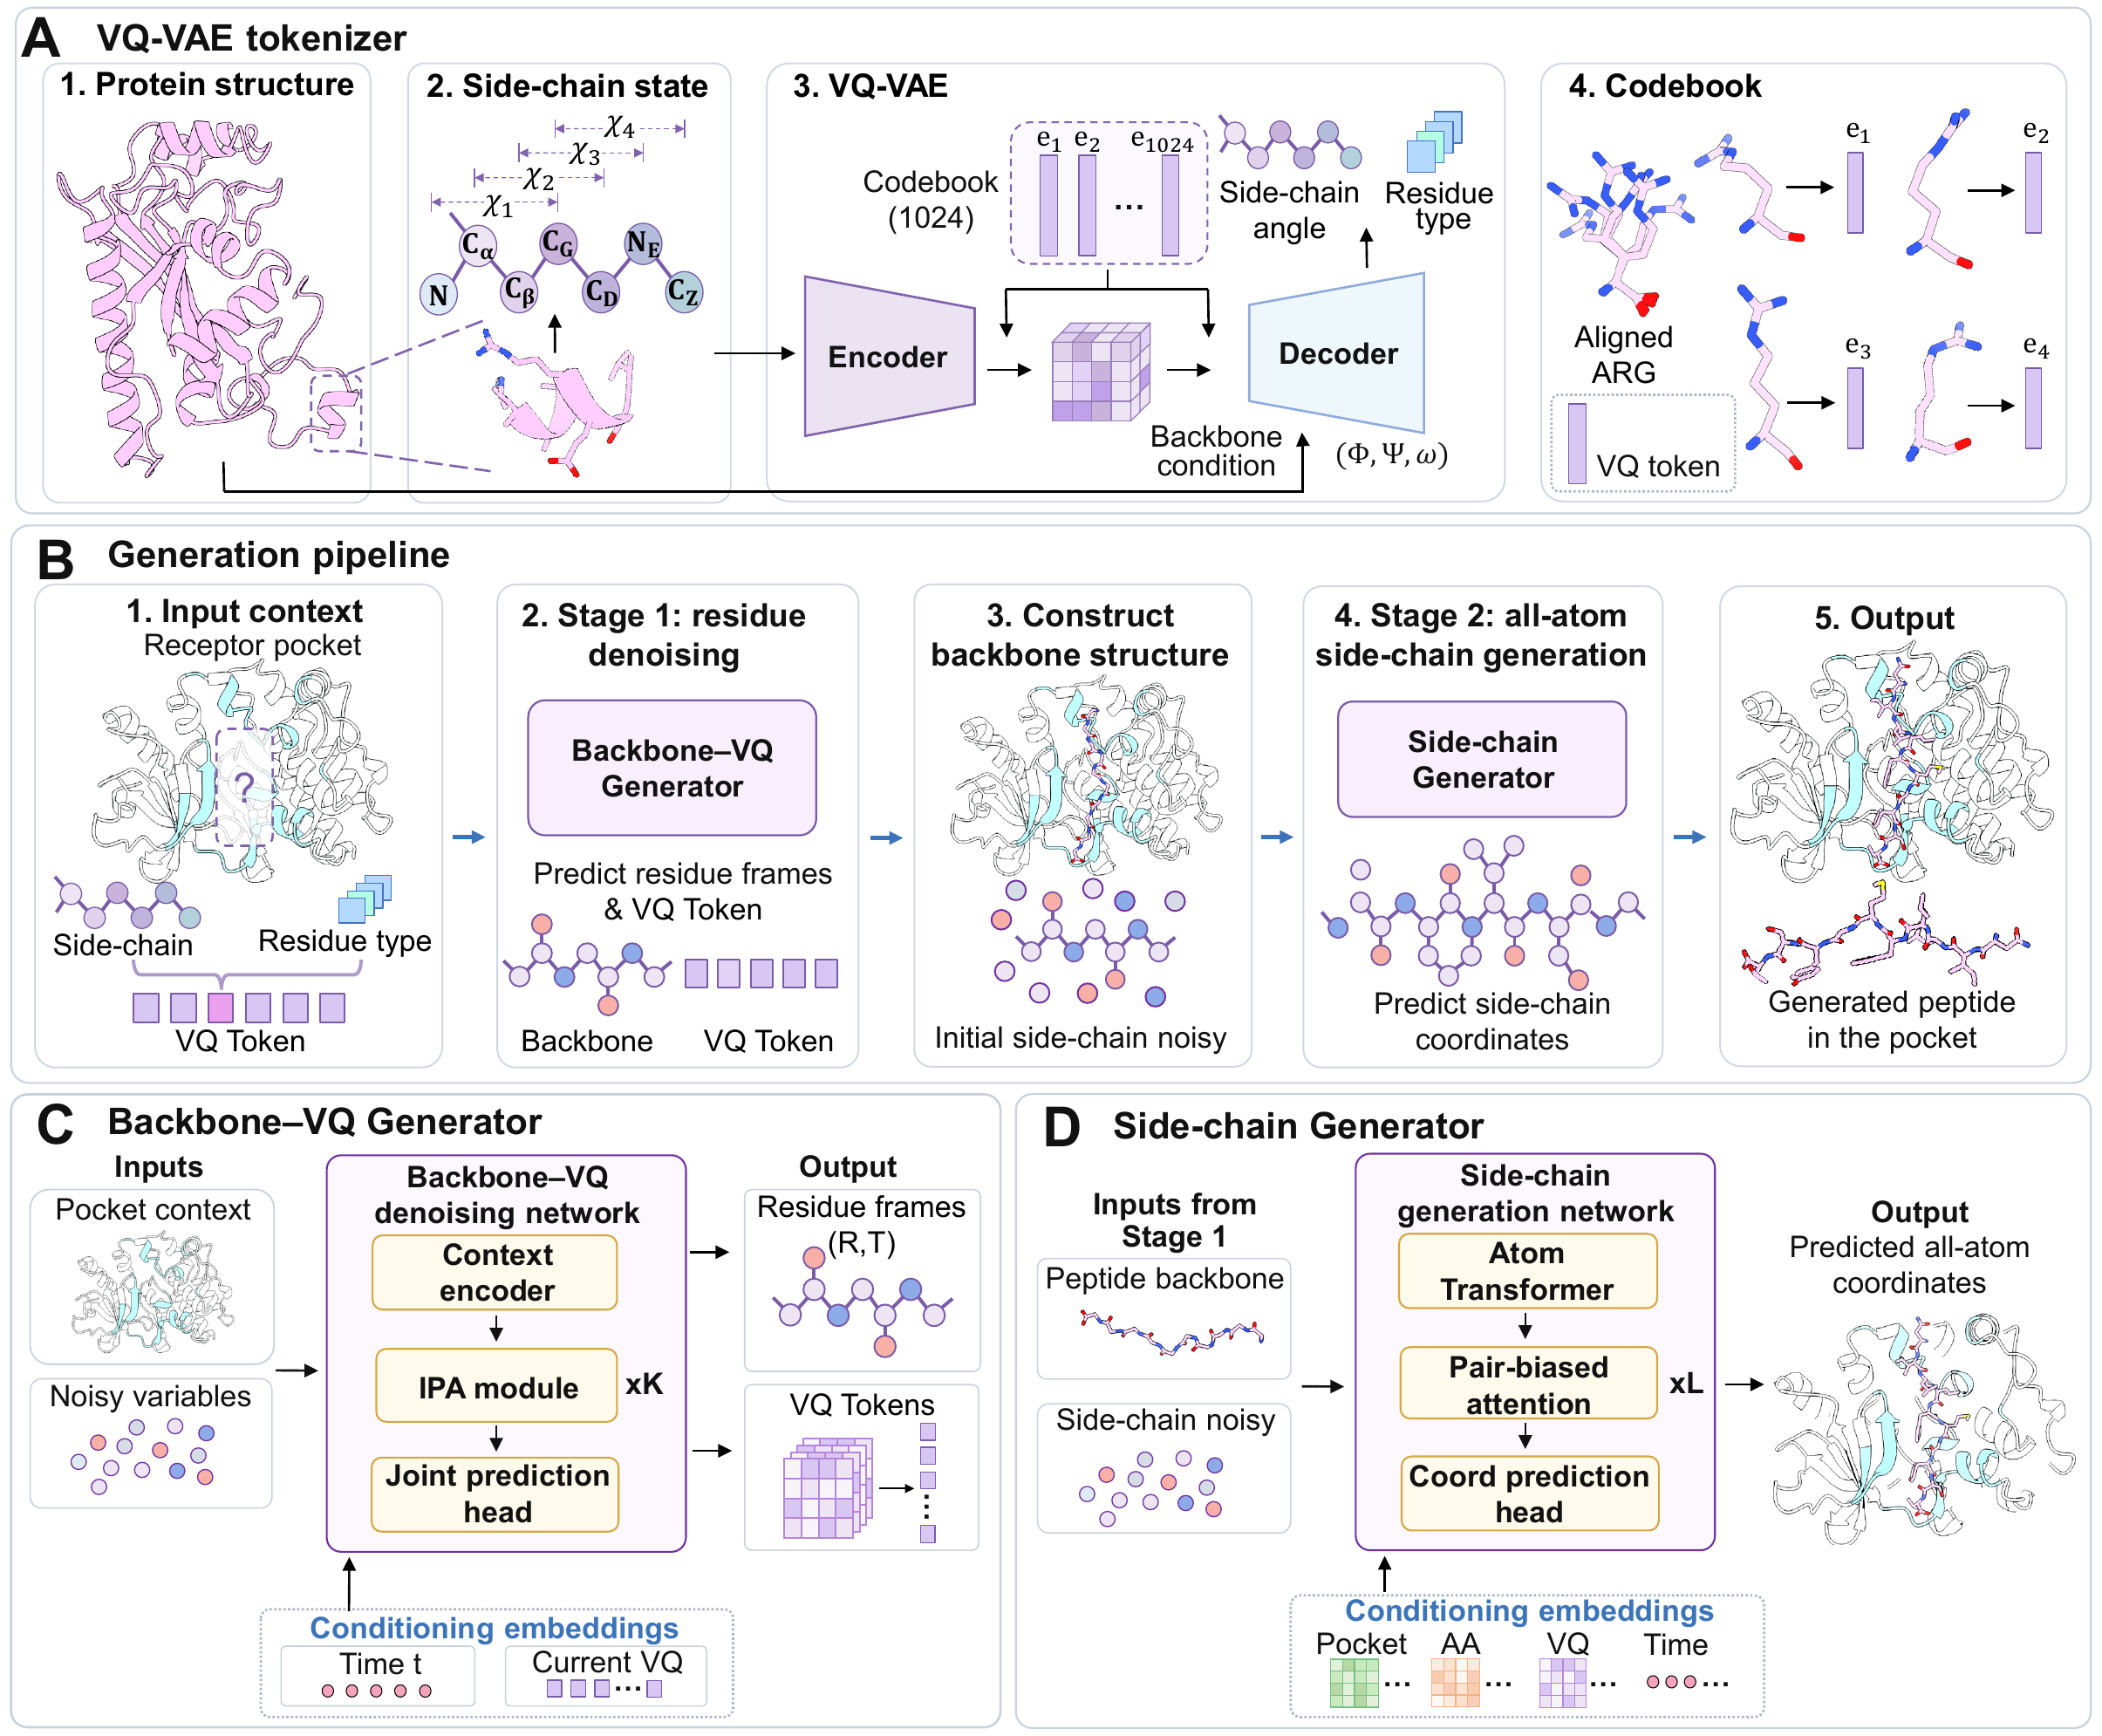 A VQ-VAE tokenizer
1. Protein structure
2. Side-chain state
χ4
χ3
χ2
χ1
N
Cα
Cβ
CG
CD
NE
CZ
3. VQ-VAE
Codebook
(1024)
e1 e2 e1024
...
Side-chain
angle
Residue
type
Encoder
Decoder
Backbone
condition
(Φ, Ψ, ω)
4. Codebook
Aligned
ARG
VQ token
e1
e2
e3
e4
B Generation pipeline
1. Input context
Receptor pocket
?
Side-chain
Residue type
VQ Token
2. Stage 1: residue
denoising
Backbone–VQ
Generator
Predict residue frames
& VQ Token
Backbone
VQ Token
3. Construct
backbone structure
Initial side-chain noisy
4. Stage 2: all-atom
side-chain generation
Side-chain
Generator
Predict side-chain
coordinates
5. Output
Generated peptide
in the pocket
C Backbone–VQ Generator
Inputs
Pocket context
Noisy variables
Backbone–VQ
denoising network
Context
encoder
IPA module
xK
Joint prediction
head
Output
Residue frames
(R,T)
VQ Tokens
Conditioning embeddings
Time t
Current VQ
...
D Side-chain Generator
Inputs from
Stage 1
Peptide backbone
Side-chain noisy
Side-chain
generation network
Atom
Transformer
Pair-biased
attention
xL
Coord prediction
head
Output
Predicted all-atom
coordinates
Conditioning embeddings
Pocket AA VQ Time
... ... ... ...